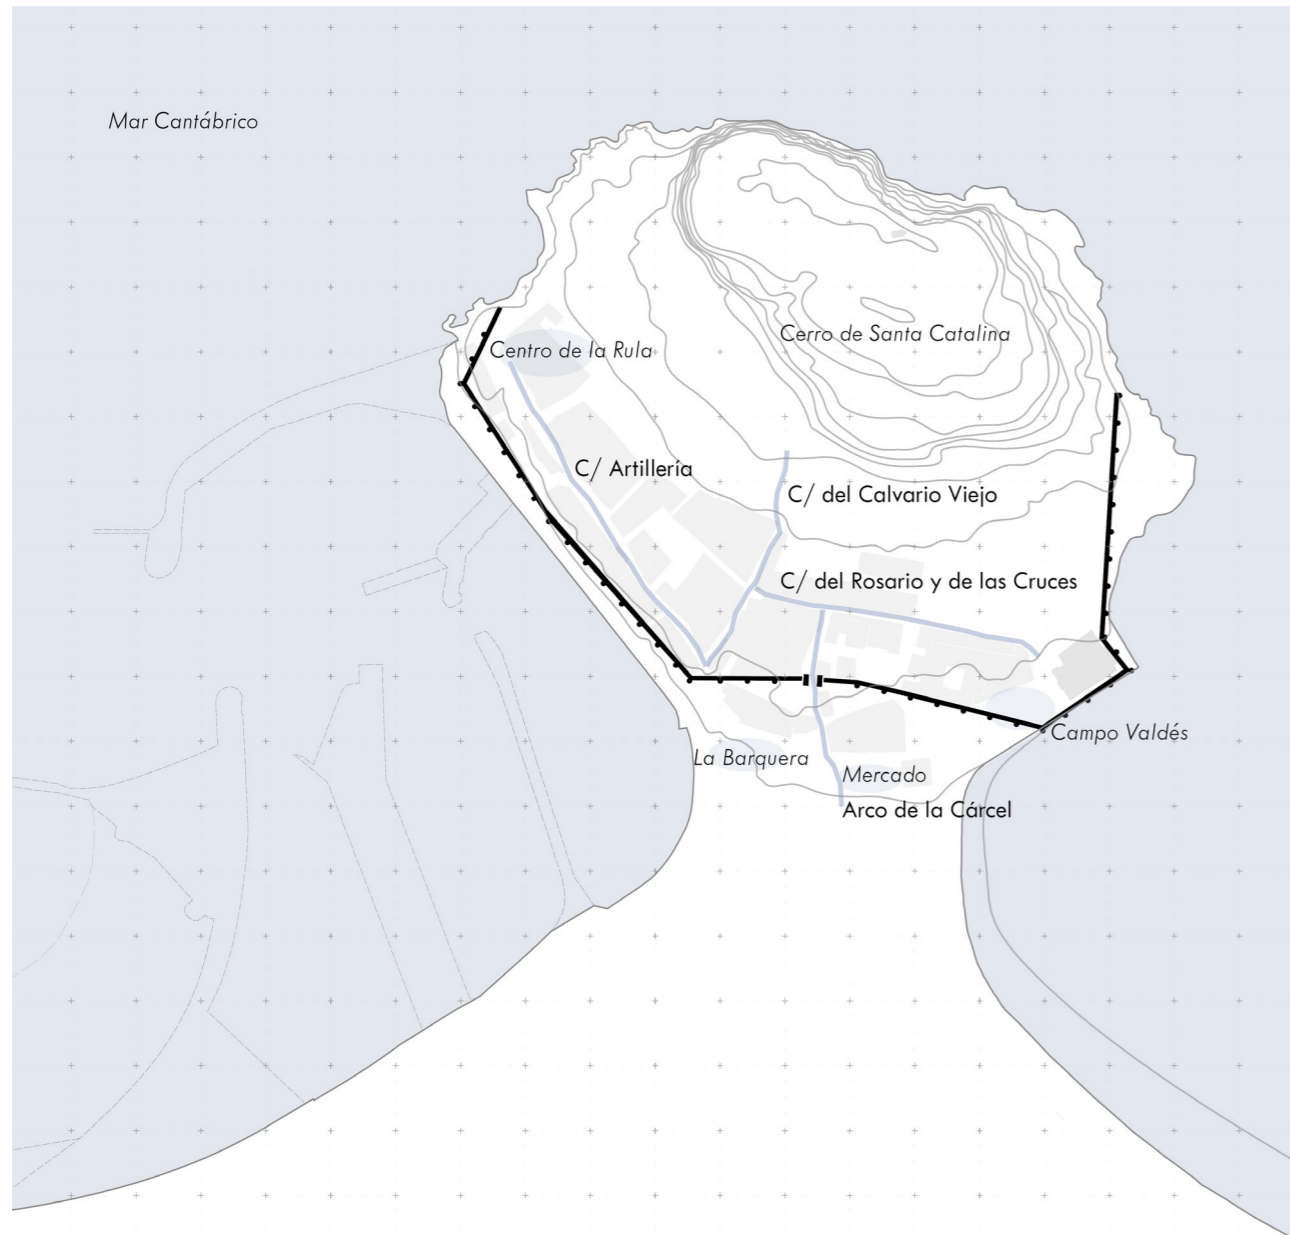 Mar Cantábrico
Cerro de Santa Catalina
Centro de la Rula
C/ Artillería
C/ del Calvario Viejo
C/ del Rosario y de las Cruces
Campo Valdés
La Barquera
Mercado
Arco de la Cárcel